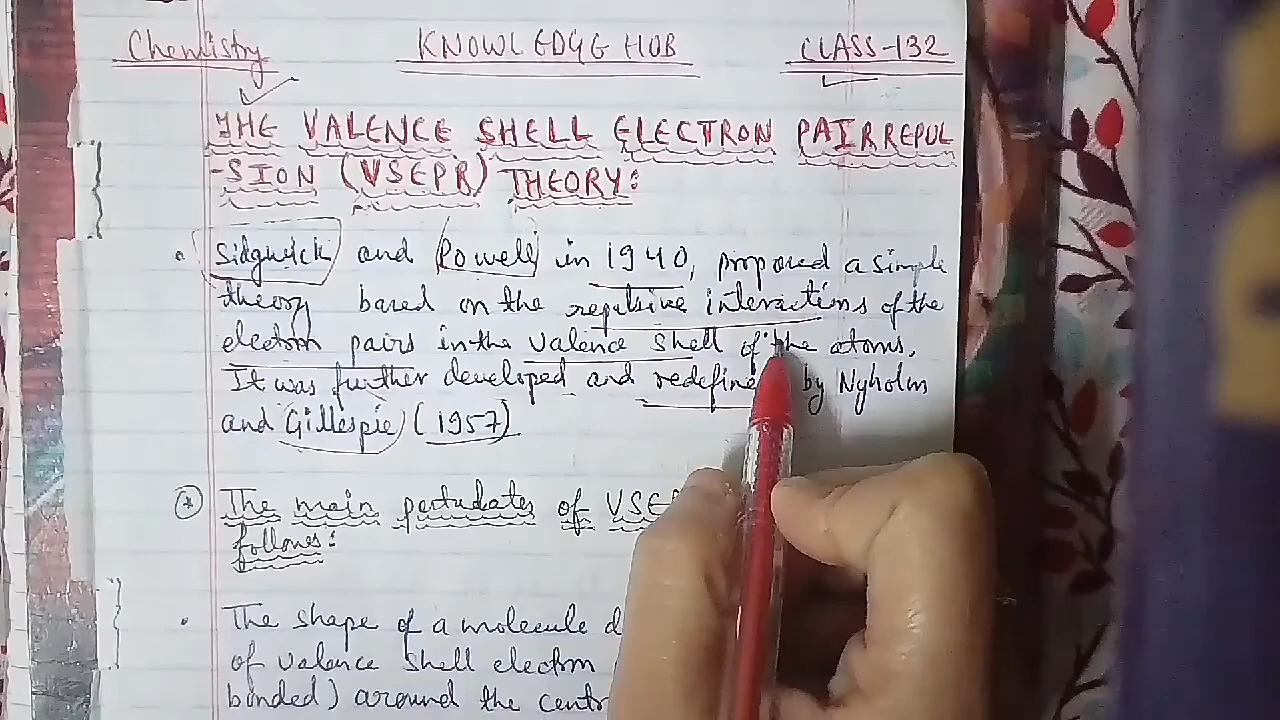 Chemistry KNOWLEDGE HUB CLASS-132
THE VALENCE SHELL ELECTRON PAIR REPUL
-SION (VSEPR) THEORY:
• Sidgwick and Powell in 1940, proposed a simple
theory based on the repulsive interactions of the
electron pairs in the valence shell of the atoms.
It was further developed and redefine by Nyholm
and Gillespie (1957)
* The main postulates of VSE
follows:
• The shape of a molecule d
of valence shell electron
bonded) around the centr